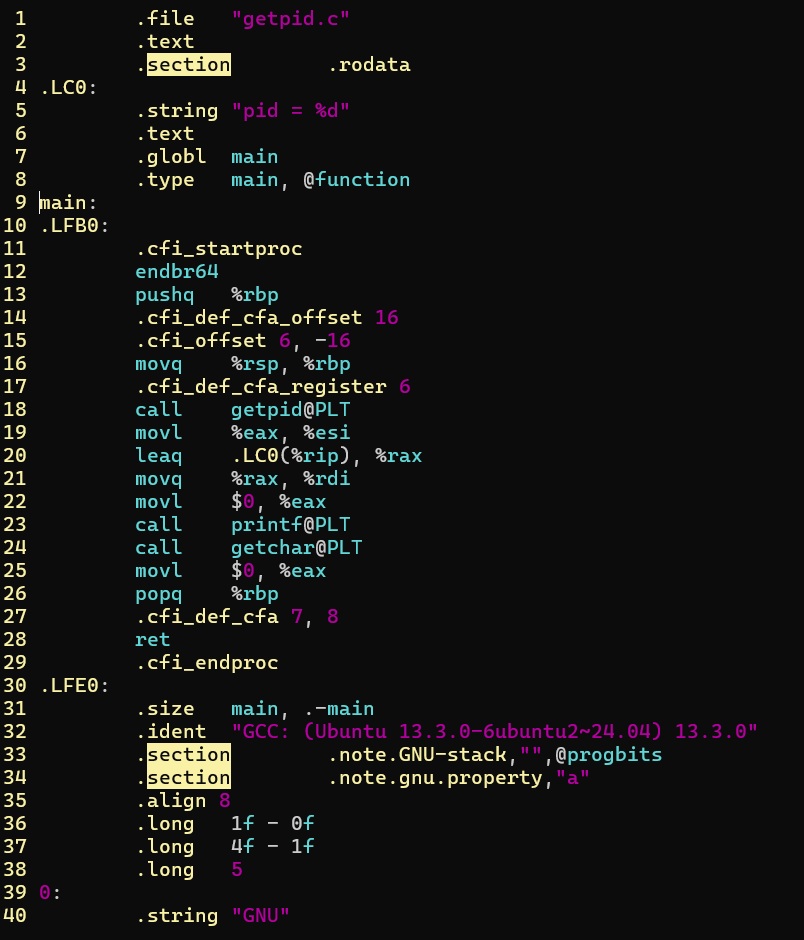 1 .file "getpid.c"
2 .text
3 .section .rodata
4 .LC0:
5 .string "pid = %d"
6 .text
7 .globl main
8 .type main, @function
9 main:
10 .LFB0:
11 .cfi_startproc
12 endbr64
13 pushq %rbp
14 .cfi_def_cfa_offset 16
15 .cfi_offset 6, -16
16 movq %rsp, %rbp
17 .cfi_def_cfa_register 6
18 call getpid@PLT
19 movl %eax, %esi
20 leaq .LC0(%rip), %rax
21 movq %rax, %rdi
22 movl $0, %eax
23 call printf@PLT
24 call getchar@PLT
25 movl $0, %eax
26 popq %rbp
27 .cfi_def_cfa 7, 8
28 ret
29 .cfi_endproc
30 .LFE0:
31 .size main, .-main
32 .ident "GCC: (Ubuntu 13.3.0-6ubuntu2~24.04) 13.3.0"
33 .section .note.GNU-stack,"",@progbits
34 .section .note.gnu.property,"a"
35 .align 8
36 .long 1f - 0f
37 .long 4f - 1f
38 .long 5
39 0:
40 .string "GNU"